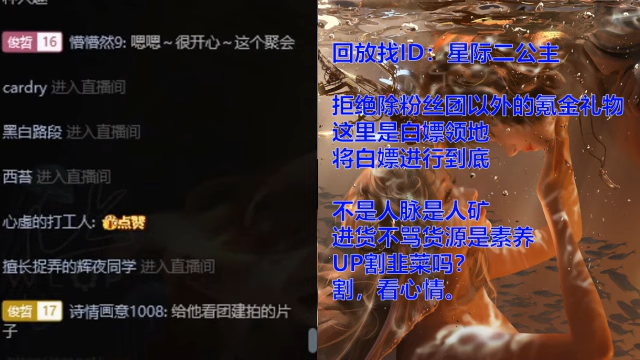 俊哲 16 懵懵然9: 嗯嗯～很开心～这个聚会
cardry 进入直播间
黑白路段 进入直播间
西苔 进入直播间
心虚的打工人: 点赞
擅长捉弄的辉夜同学 进入直播间
俊哲 17 诗情画意1008: 给他看团建拍的片
子
回放找ID：星际二公主
拒绝除粉丝团以外的氪金礼物
这里是白嫖领地
将白嫖进行到底
不是人脉是人矿
进货不骂货源是素养
UP割韭菜吗？
割，看心情。